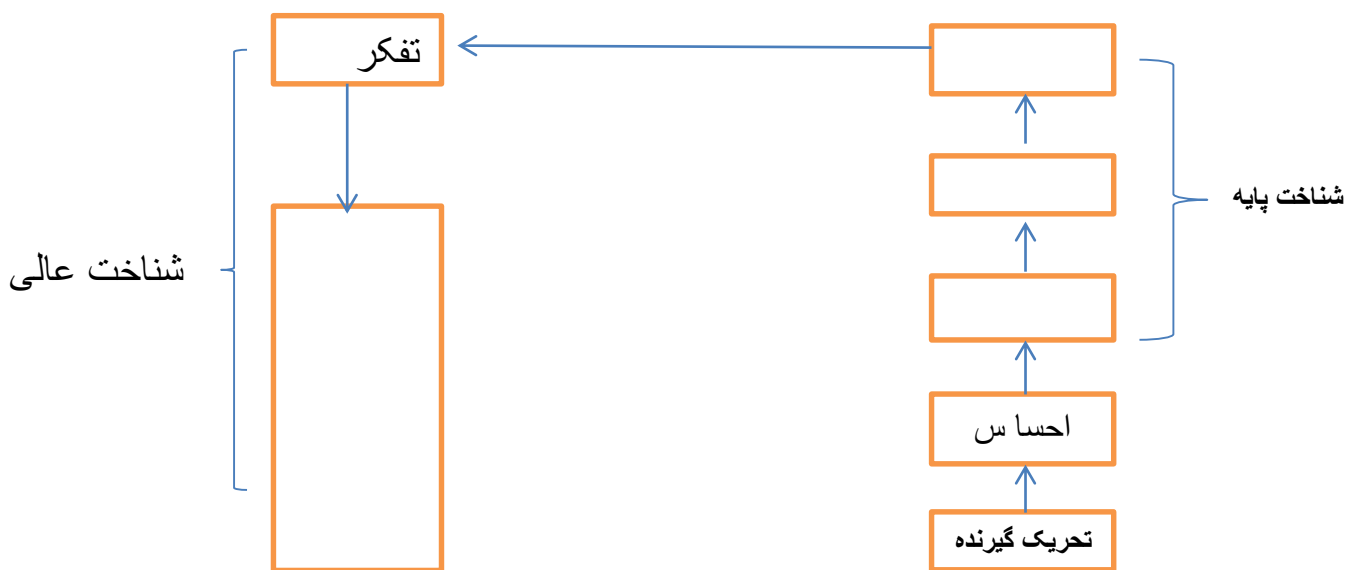 تفکر
شناخت پایه
شناخت عالی
احسا س
تحریک گیرنده